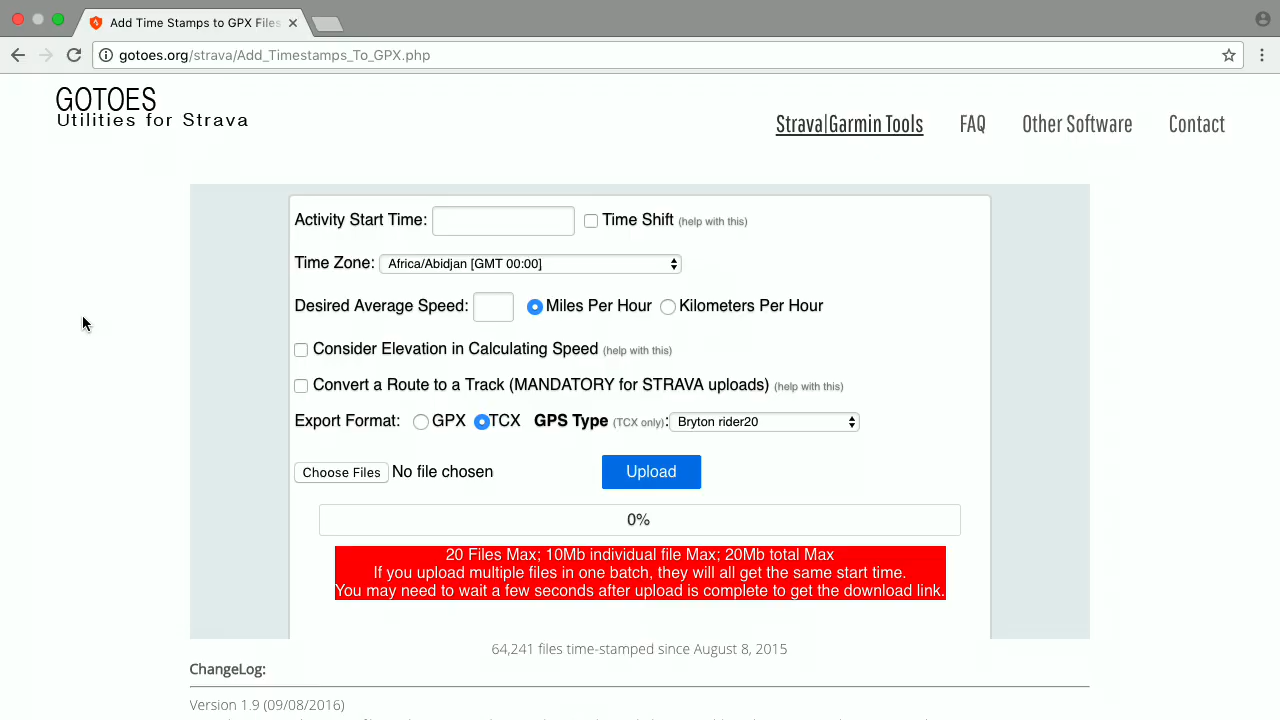 Add Time Stamps to GPX Files
gotoes.org/strava/Add_Timestamps_To_GPX.php
GOTOES
Utilities for Strava
Strava|Garmin Tools FAQ Other Software Contact
Activity Start Time: Time Shift (help with this)
Time Zone: Africa/Abidjan [GMT 00:00]
Desired Average Speed: Miles Per Hour Kilometers Per Hour
Consider Elevation in Calculating Speed (help with this)
Convert a Route to a Track (MANDATORY for STRAVA uploads) (help with this)
Export Format: GPX TCX GPS Type (TCX only): Bryton rider20
Choose Files No file chosen Upload
0%
20 Files Max; 10Mb individual file Max; 20Mb total Max
If you upload multiple files in one batch, they will all get the same start time.
You may need to wait a few seconds after upload is complete to get the download link.
64,241 files time-stamped since August 8, 2015
ChangeLog:
Version 1.9 (09/08/2016)